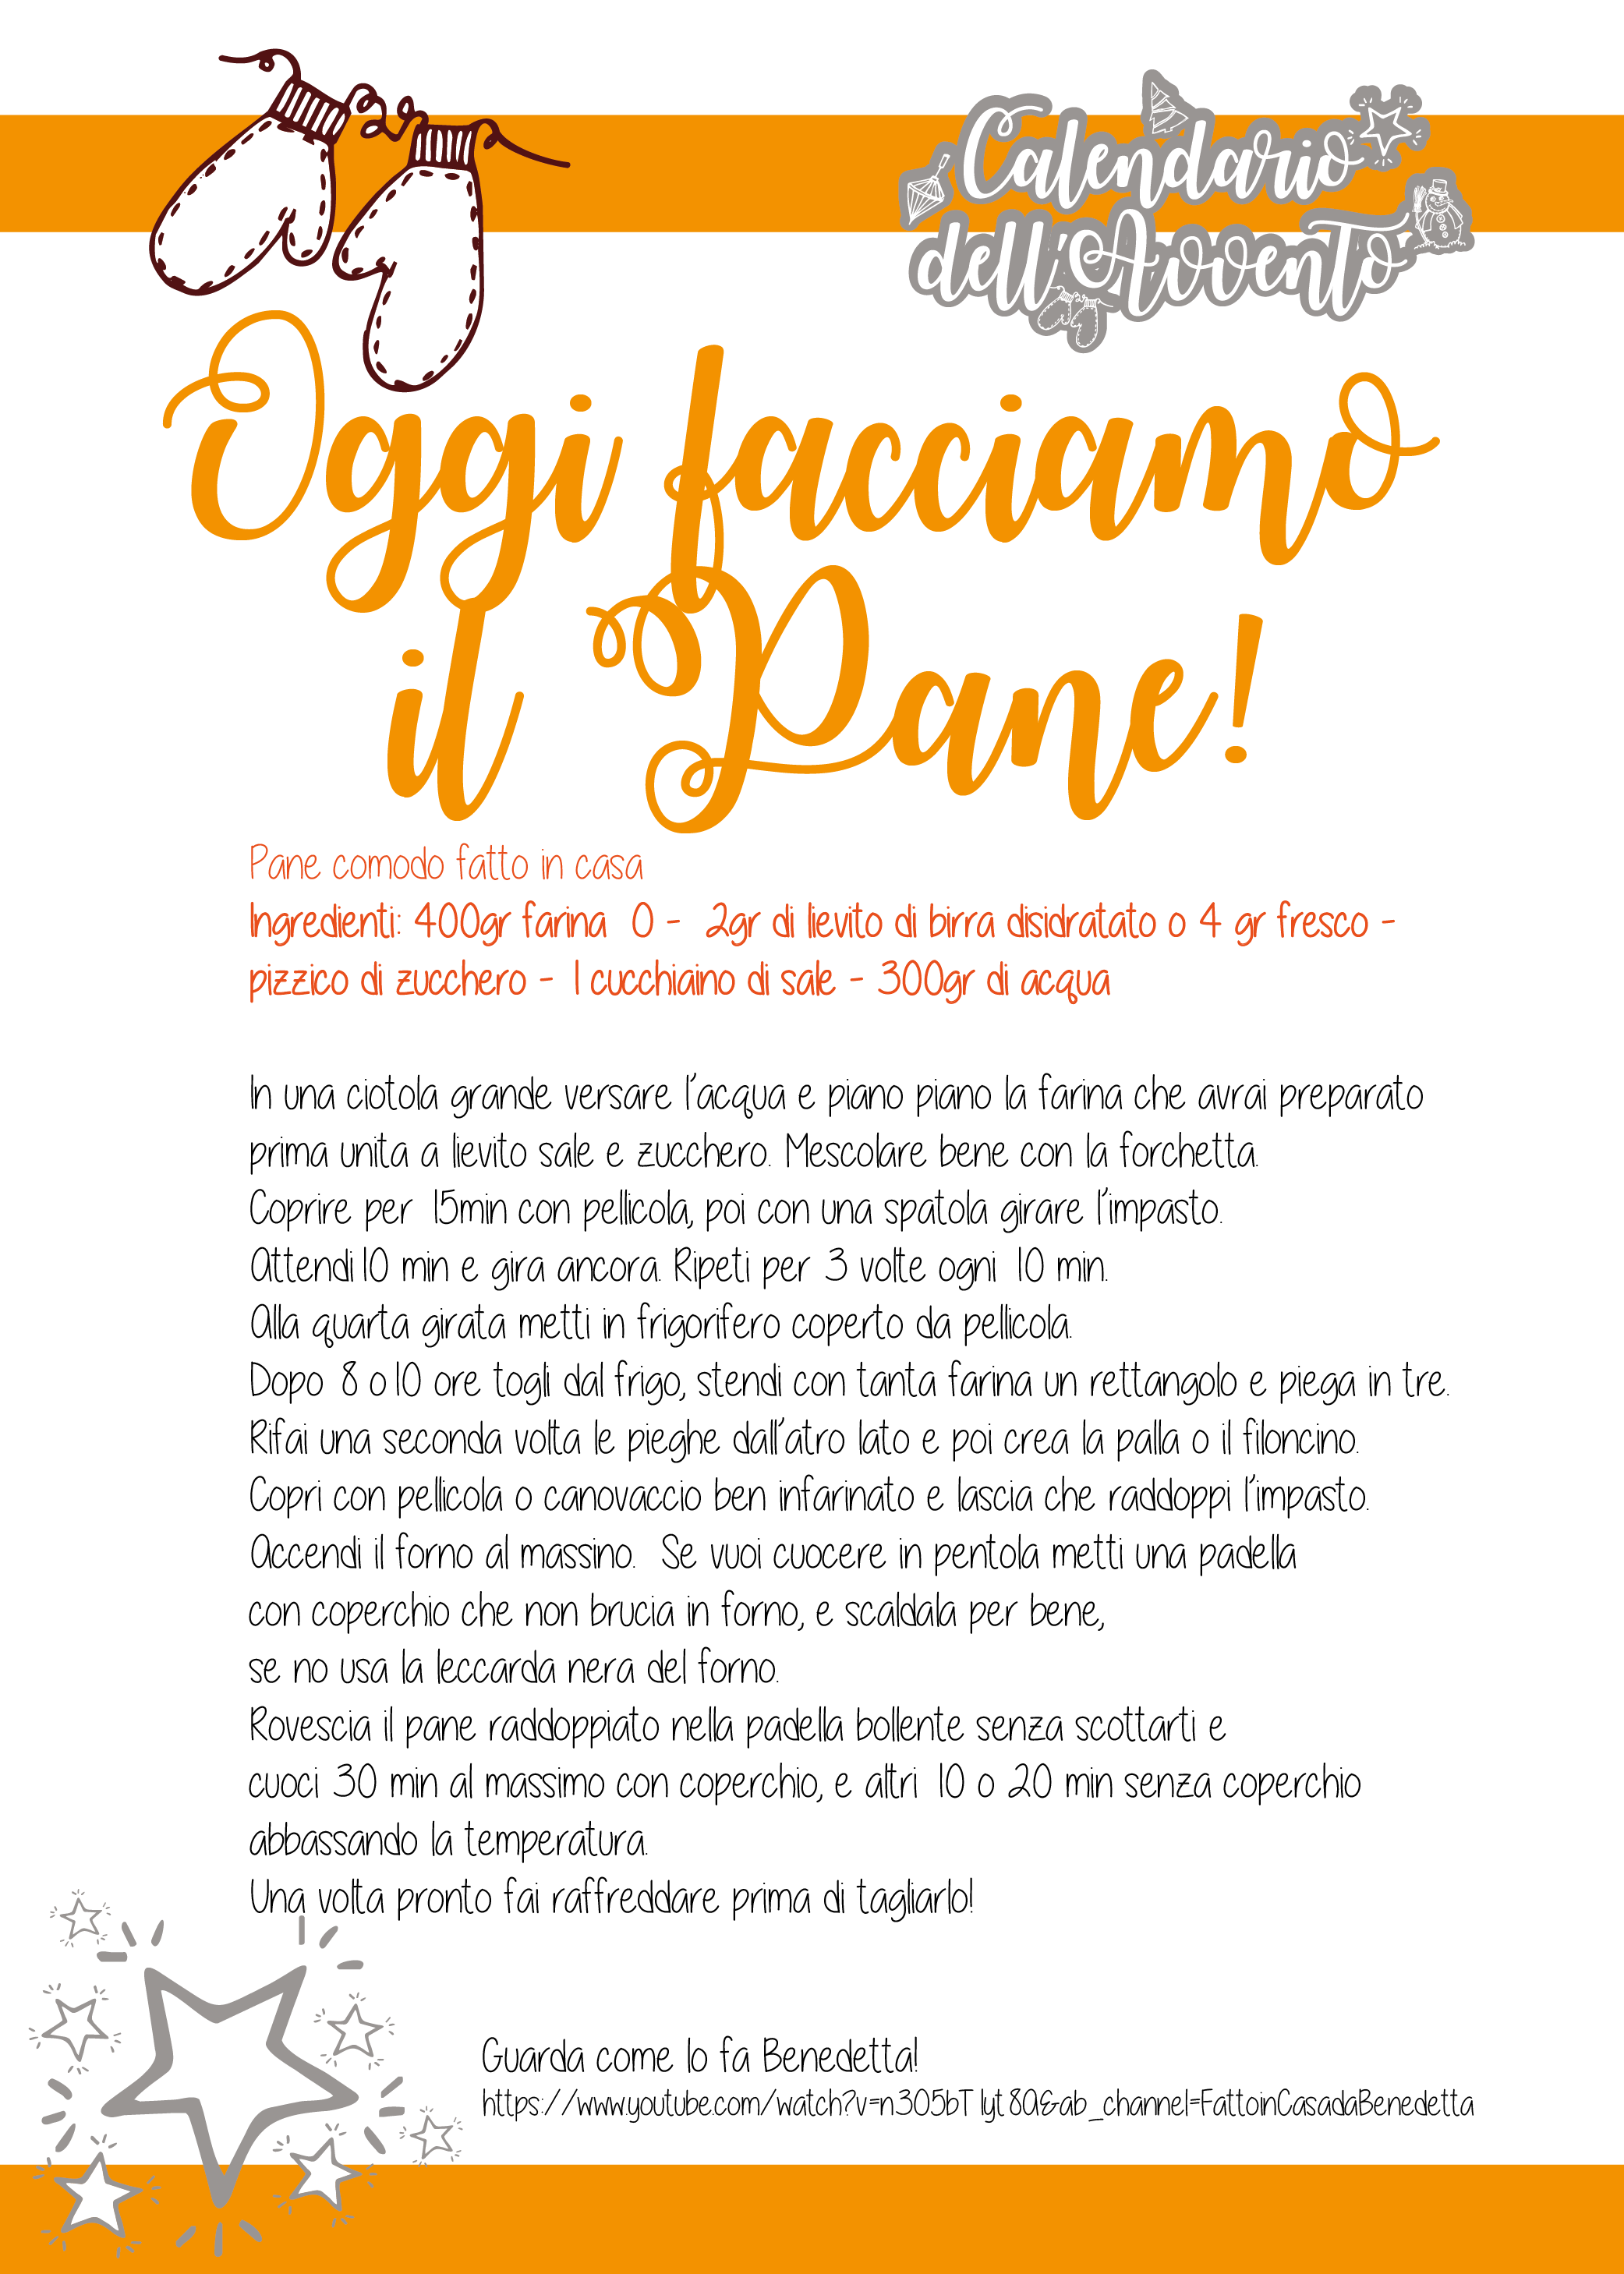 Calendario
dell'Avvento
Oggi facciamo
il Pane!
Pane comodo fatto in casa
Ingredienti: 400gr farina 0 - 2gr di lievito di birra disidratato o 4 gr fresco -
pizzico di zucchero - 1 cucchiaino di sale - 300gr di acqua
In una ciotola grande versare l'acqua e piano piano la farina che avrai preparato
prima unita a lievito sale e zucchero. Mescolare bene con la forchetta.
Coprire per 15min con pellicola, poi con una spatola girare l'impasto.
Attendi 10 min e gira ancora. Ripeti per 3 volte ogni 10 min.
Alla quarta girata metti in frigorifero coperto da pellicola.
Dopo 8 o 10 ore togli dal frigo, stendi con tanta farina un rettangolo e piega in tre.
Rifai una seconda volta le pieghe dall'atro lato e poi crea la palla o il filoncino.
Copri con pellicola o canovaccio ben infarinato e lascia che raddoppi l'impasto.
Accendi il forno al massino. Se vuoi cuocere in pentola metti una padella
con coperchio che non brucia in forno, e scaldala per bene,
se no usa la leccarda nera del forno.
Rovescia il pane raddoppiato nella padella bollente senza scottarti e
cuoci 30 min al massimo con coperchio, e altri 10 o 20 min senza coperchio
abbassando la temperatura.
Una volta pronto fai raffreddare prima di tagliarlo!
Guarda come lo fa Benedetta!
https://www.youtube.com/watch?v=n3O5bT1yt8Q&ab_channel=FattoinCasadaBenedetta